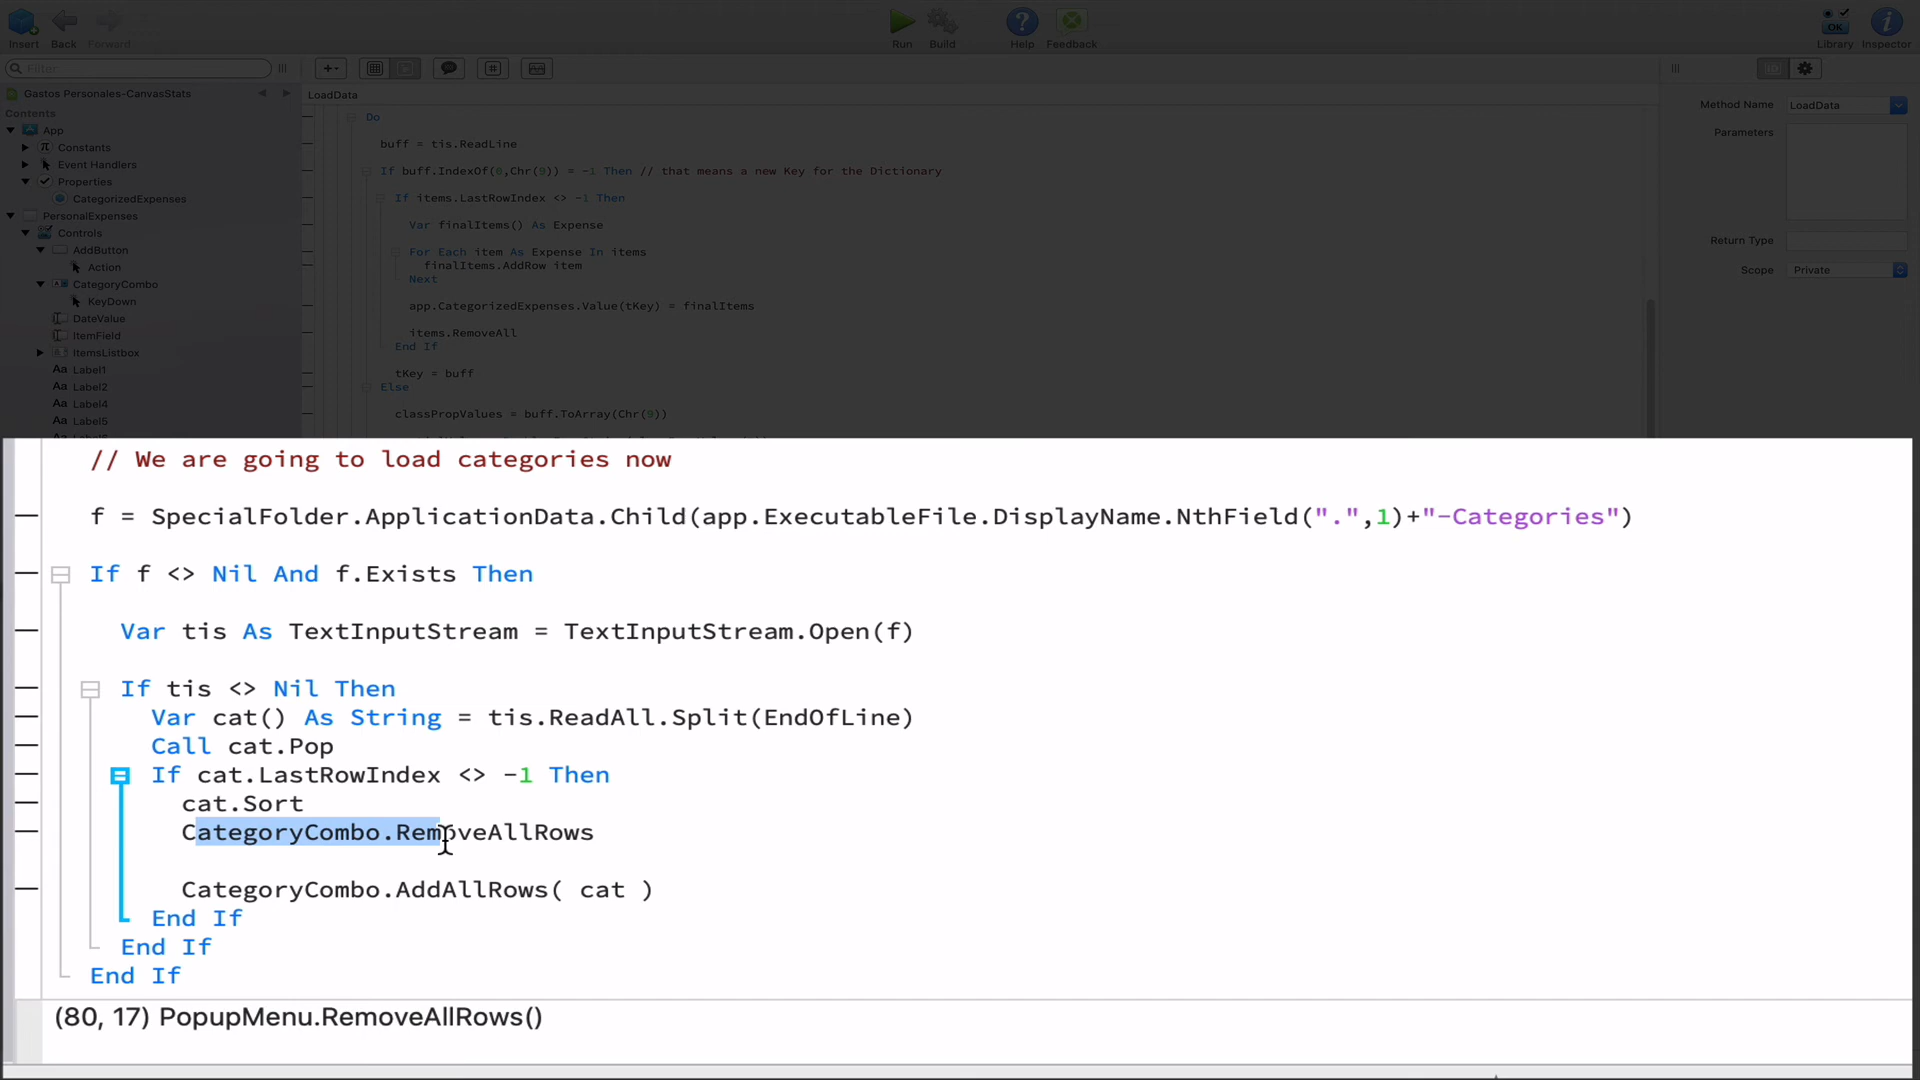 Insert Back Forward Run Build Help Feedback Library Inspector
OK
Filter
Gastos Personales-CanvasStats
LoadData
Contents
App
Constants
Event Handlers
Properties
CategorizedExpenses
PersonalExpenses
Controls
AddButton
Action
CategoryCombo
KeyDown
DateValue
ItemField
ItemsListbox
Aa Label1
Aa Label2
Aa Label4
Aa Label5
Do
buff = tis.ReadLine
If buff.IndexOf(0,Chr(9)) = -1 Then // that means a new Key for the Dictionary
If items.LastRowIndex <> -1 Then
Var finalItems() As Expense
For Each item As Expense In items
finalItems.AddRow item
Next
app.CategorizedExpenses.Value(tKey) = finalItems
items.RemoveAll
End If
tKey = buff
Else
classPropValues = buff.ToArray(Chr(9))
Method Name LoadData
Parameters
Return Type
Scope Private
// We are going to load categories now
f = SpecialFolder.ApplicationData.Child(app.ExecutableFile.DisplayName.NthField(".",1)+"-Categories")
If f <> Nil And f.Exists Then
Var tis As TextInputStream = TextInputStream.Open(f)
If tis <> Nil Then
Var cat() As String = tis.ReadAll.Split(EndOfLine)
Call cat.Pop
If cat.LastRowIndex <> -1 Then
cat.Sort
CategoryCombo.RemoveAllRows
CategoryCombo.AddAllRows( cat )
End If
End If
End If
(80, 17) PopupMenu.RemoveAllRows()